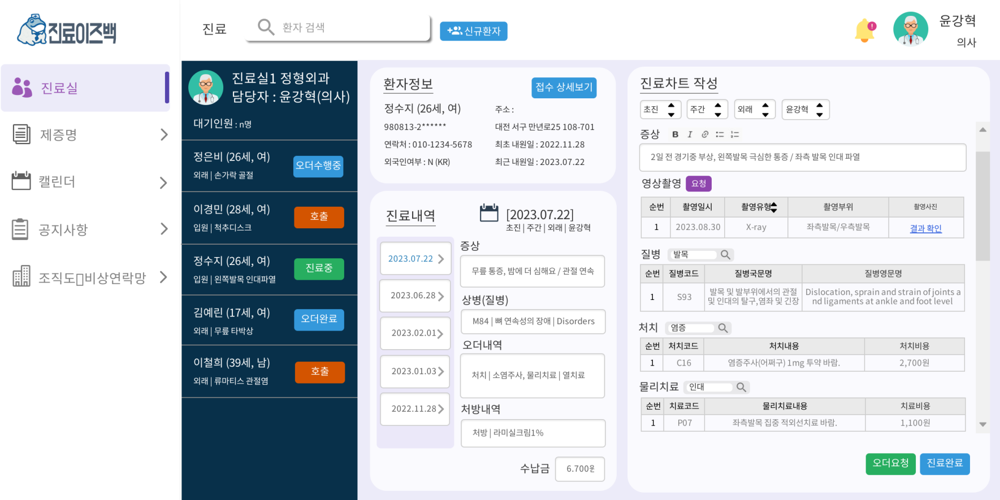 진료이즈백
진료실
제증명
캘린더
공지사항
조직도▯비상연락망
진료
환자 검색
신규환자
윤강혁
의사
진료실1 정형외과
담당자 : 윤강혁(의사)
대기인원 : n명
정은비 (26세, 여)
외래 | 손가락 골절
오더수행중
이경민 (28세, 여)
입원 | 척추디스크
호출
정수지 (26세, 여)
입원 | 왼쪽발목 인대파열
진료중
김예린 (17세, 여)
외래 | 무릎 타박상
오더완료
이철희 (39세, 남)
외래 | 류마티스 관절염
호출
환자정보
접수 상세보기
정수지 (26세, 여)
980813-2******
연락처 : 010-1234-5678
외국인여부 : N (KR)
주소 :
대전 서구 만년로25 108-701
최초 내원일 : 2022.11.28
최근 내원일 : 2023.07.22
진료내역
[2023.07.22]
초진 | 주간 | 외래 | 윤강혁
2023.07.22
2023.06.28
2023.02.01
2023.01.03
2022.11.28
증상
무릎 통증, 밤에 더 심해요 / 관절 연속
상병(질병)
M84 | 뼈 연속성의 장애 | Disorders
오더내역
처치 | 소염주사, 물리치료 | 열치료
처방내역
처방 | 라미실크림1%
수납금
6.700원
진료차트 작성
초진 주간 외래 윤강혁
증상 B I
2일 전 경기중 부상, 왼쪽발목 극심한 통증 / 좌측 발목 인대 파열
영상촬영 요청
순번 촬영일시 촬영유형 촬영부위 촬영사진
1 2023.08.30 X-ray 좌측발목/우측발목 결과 확인
질병 발목
순번 질병코드 질병국문명 질병영문명
1 S93 발목 및 발부위에서의 관절 및 인대의 탈구,염좌 및 긴장 Dislocation, sprain and strain of joints a
nd ligaments at ankle and foot level
처치 염증
순번 처치코드 처치내용 처치비용
1 C16 염증주사(어쩌구) 1mg 투약 바람. 2,700원
물리치료 인대
순번 치료코드 물리치료내용 치료비용
1 P07 좌측발목 집중 적외선치료 바람. 1,100원
오더요청
진료완료